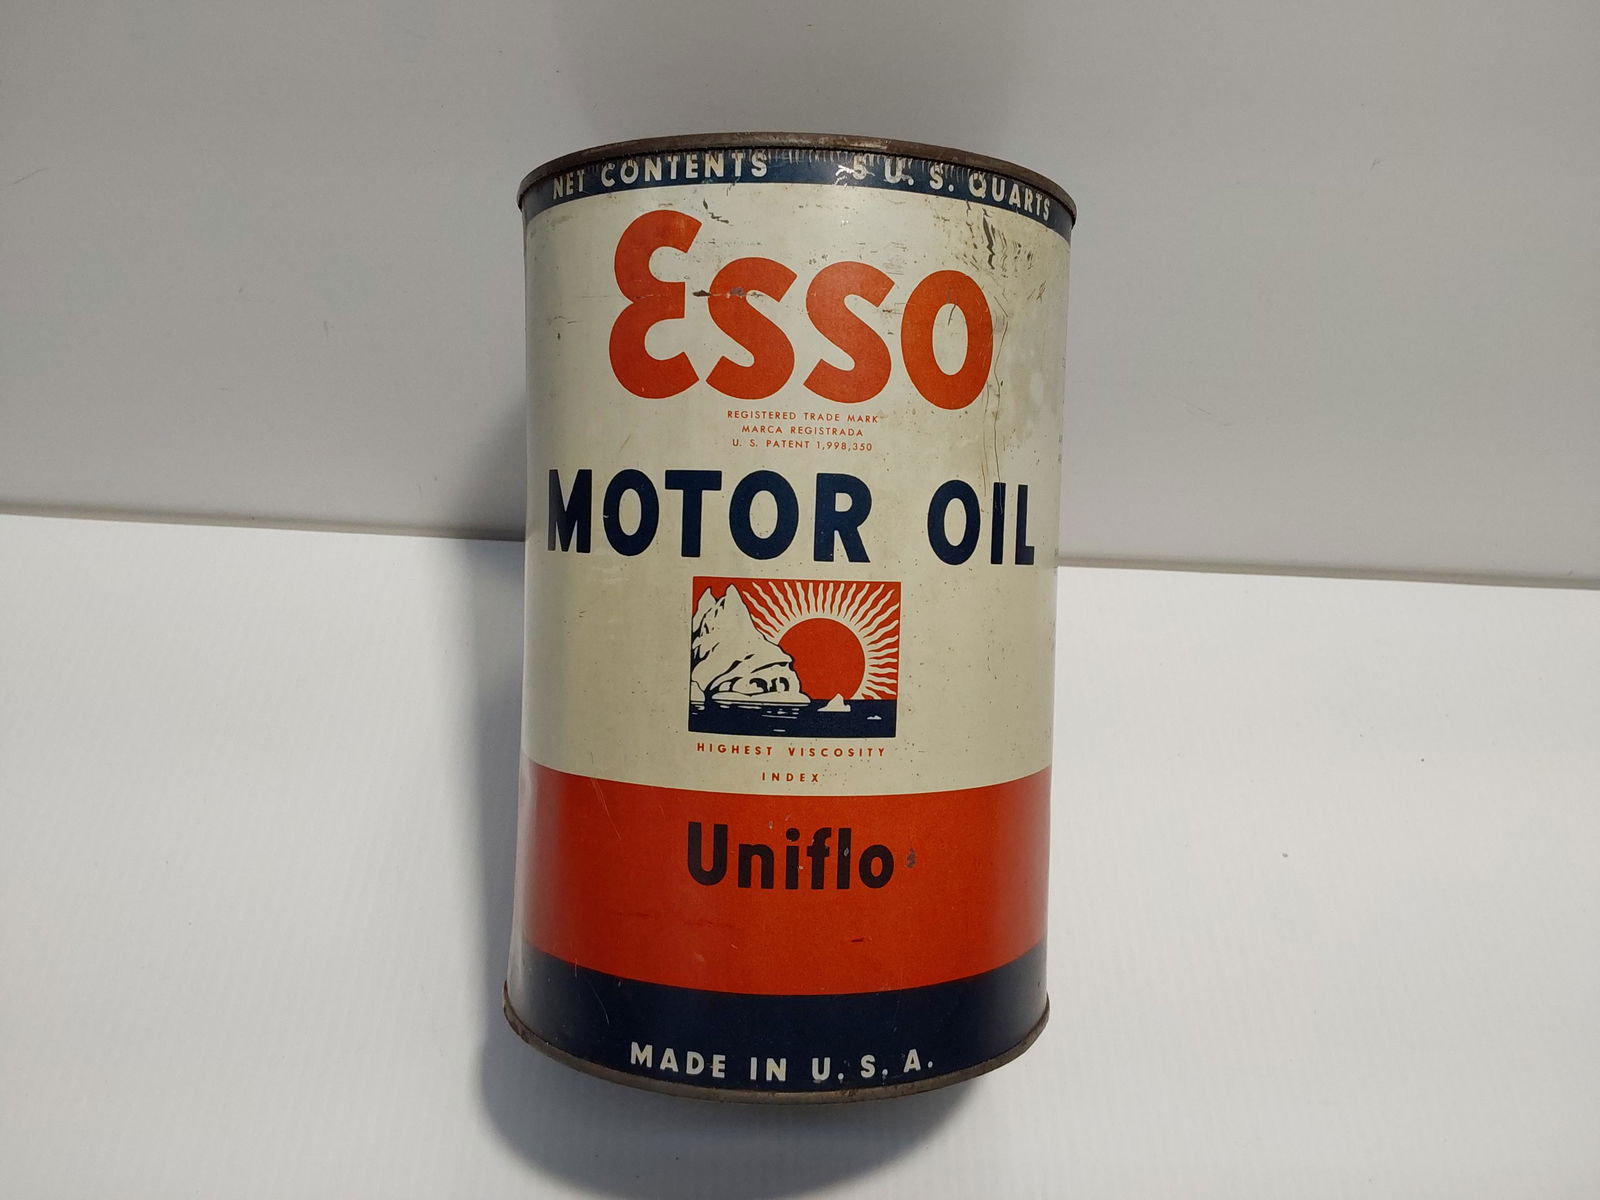 NET CONTENTS 5 U. S. QUARTS
Esso
REGISTERED TRADE MARK
MARCA REGISTRADA
U. S. PATENT 1,998,350
MOTOR OIL
HIGHEST VISCOSITY
INDEX
Uniflo
MADE IN U. S. A.